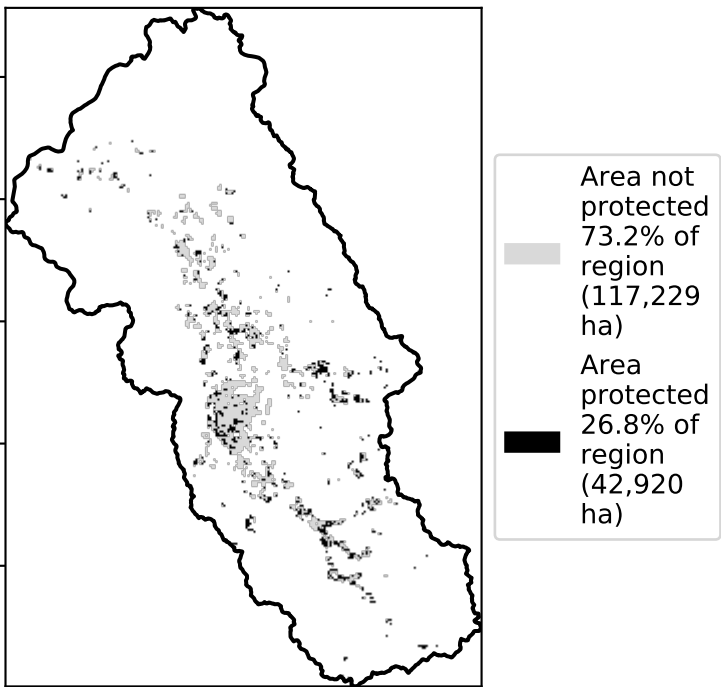 Area not
protected
73.2% of
region
(117,229
ha)
Area
protected
26.8% of
region
(42,920
ha)